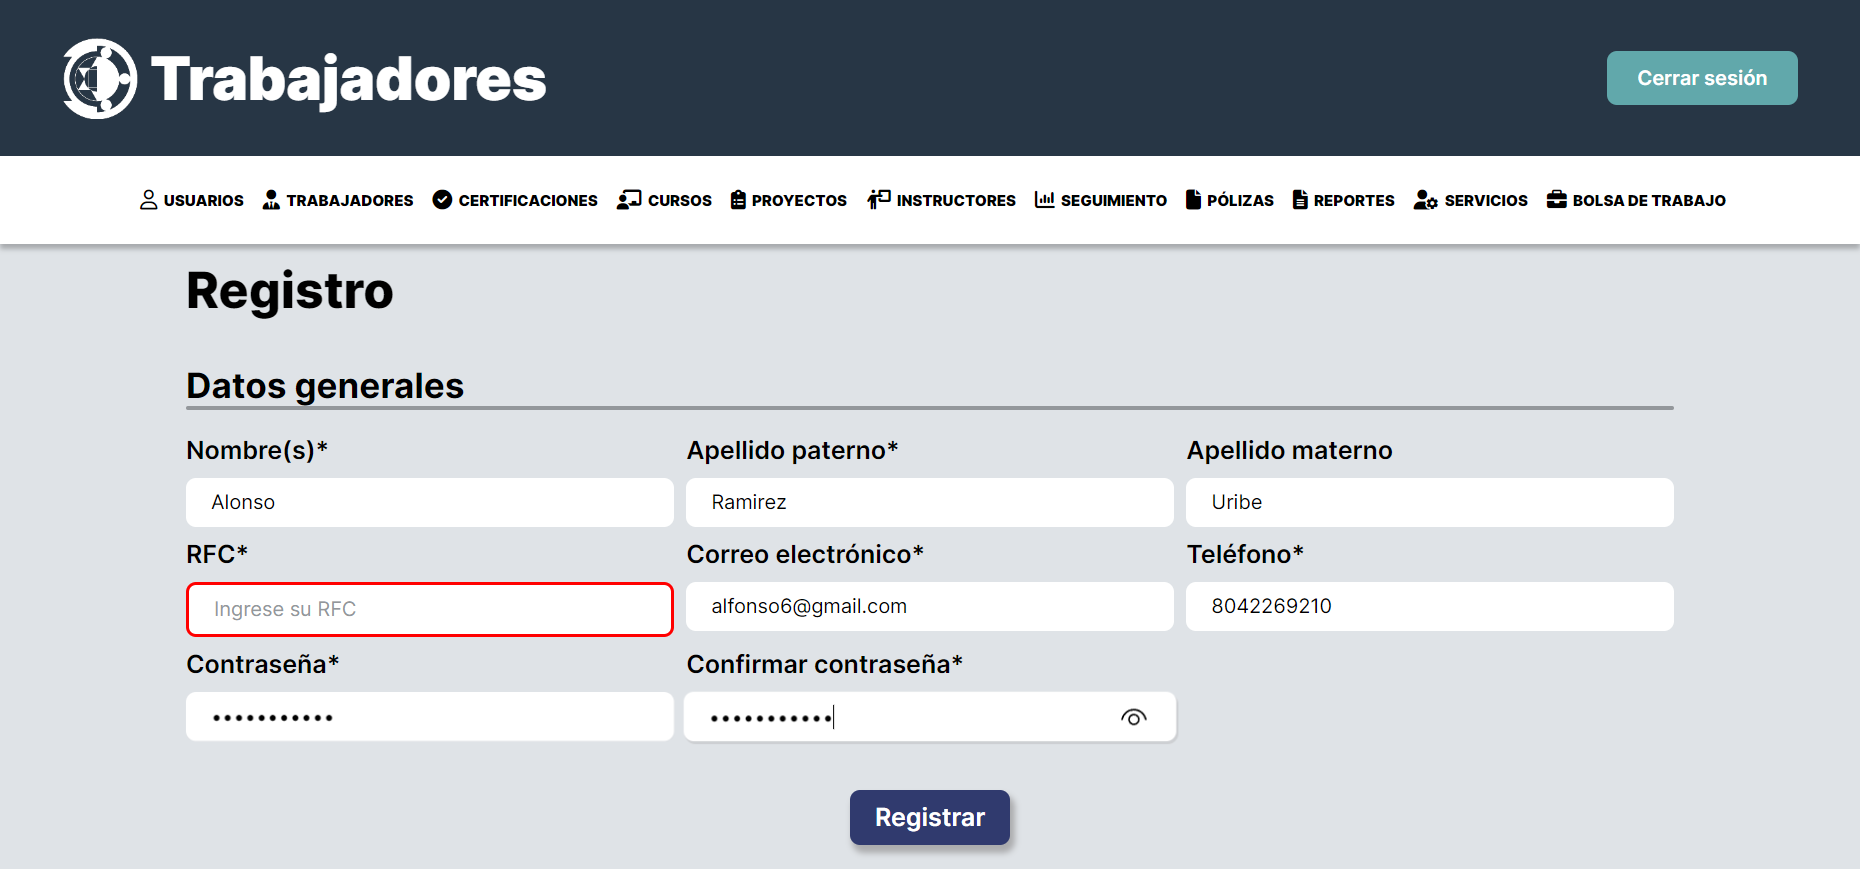 Trabajadores
Cerrar sesión
USUARIOS TRABAJADORES CERTIFICACIONES CURSOS PROYECTOS INSTRUCTORES SEGUIMIENTO PÓLIZAS REPORTES SERVICIOS BOLSA DE TRABAJO
Registro
Datos generales
Nombre(s)* Apellido paterno* Apellido materno
Alonso Ramirez Uribe
RFC* Correo electrónico* Teléfono*
Ingrese su RFC alfonso6@gmail.com 8042269210
Contraseña* Confirmar contraseña*
••••••••••• •••••••••••
Registrar